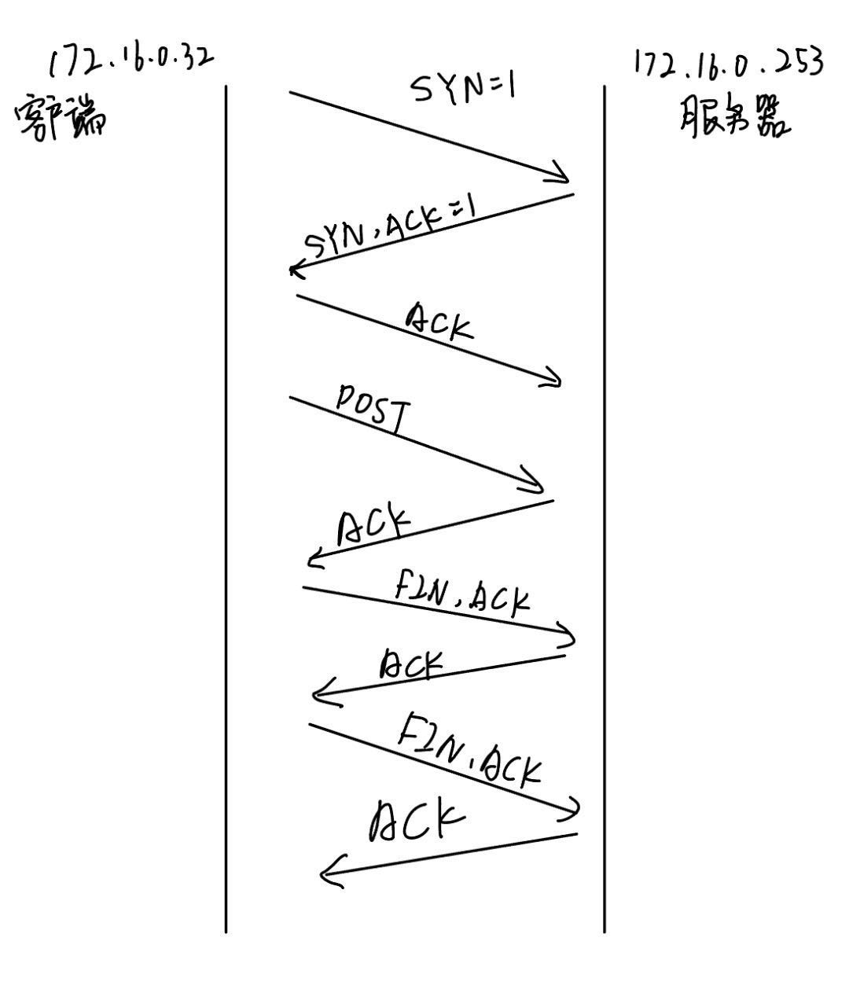 172.16.0.32
客户端
172.16.0.253
服务器
SYN=1
SYN,ACK=1
ACK
POST
ACK
FIN,ACK
ACK
FIN,ACK
ACK